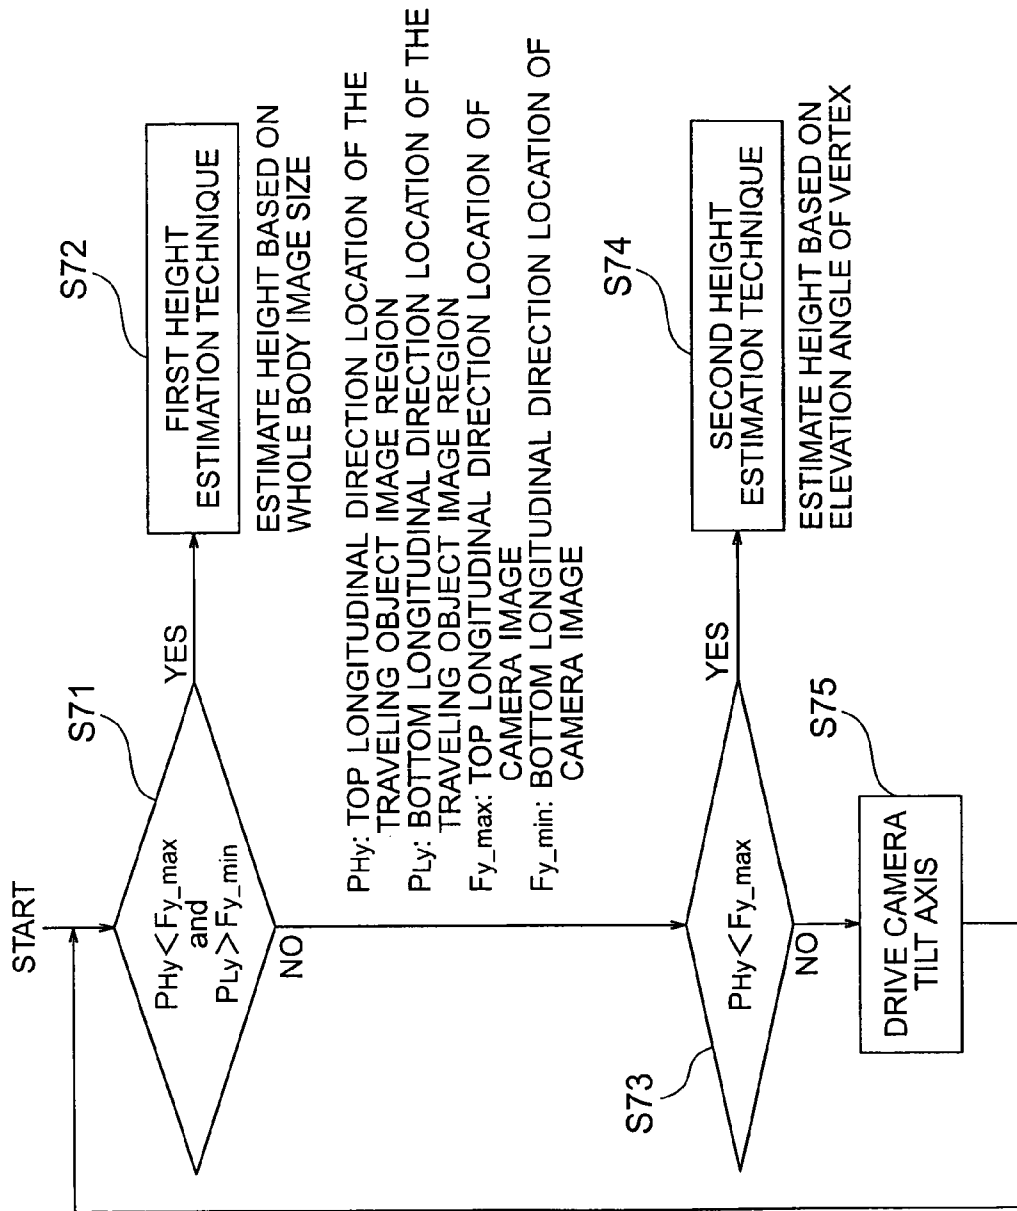 START
S71
PHy<Fy_max
and
PLy>Fy_min
YES
NO
S72
FIRST HEIGHT
ESTIMATION TECHNIQUE
ESTIMATE HEIGHT BASED ON
WHOLE BODY IMAGE SIZE
PHy: TOP LONGITUDINAL DIRECTION LOCATION OF THE
TRAVELING OBJECT IMAGE REGION
PLy: BOTTOM LONGITUDINAL DIRECTION LOCATION OF THE
TRAVELING OBJECT IMAGE REGION
Fy_max: TOP LONGITUDINAL DIRECTION LOCATION OF
CAMERA IMAGE
Fy_min: BOTTOM LONGITUDINAL DIRECTION LOCATION OF
CAMERA IMAGE
S73
PHy<Fy_max
YES
NO
S74
SECOND HEIGHT
ESTIMATION TECHNIQUE
ESTIMATE HEIGHT BASED ON
ELEVATION ANGLE OF VERTEX
S75
DRIVE CAMERA
TILT AXIS